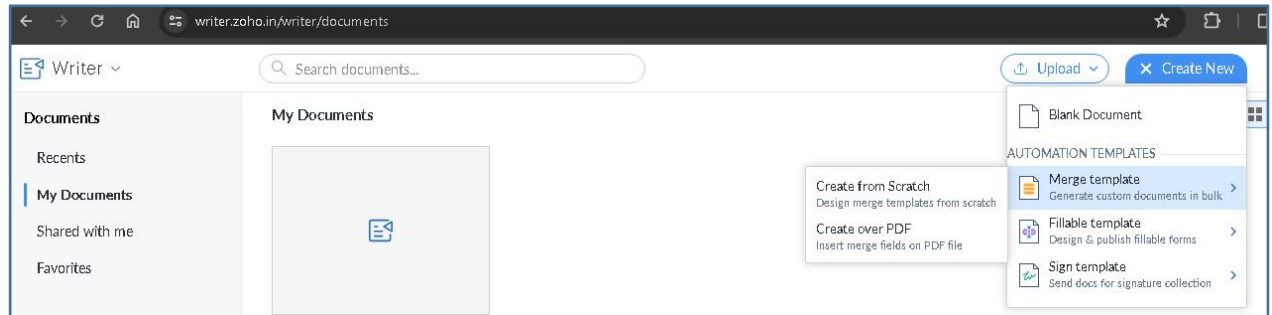 writer.zoho.in/writer/documents
Writer
Search documents...
Upload
Create New
Documents
Recents
My Documents
Shared with me
Favorites
My Documents
Blank Document
AUTOMATION TEMPLATES
Merge template
Generate custom documents in bulk
Fillable template
Design & publish fillable forms
Sign template
Send docs for signature collection
Create from Scratch
Design merge templates from scratch
Create over PDF
Insert merge fields on PDF file